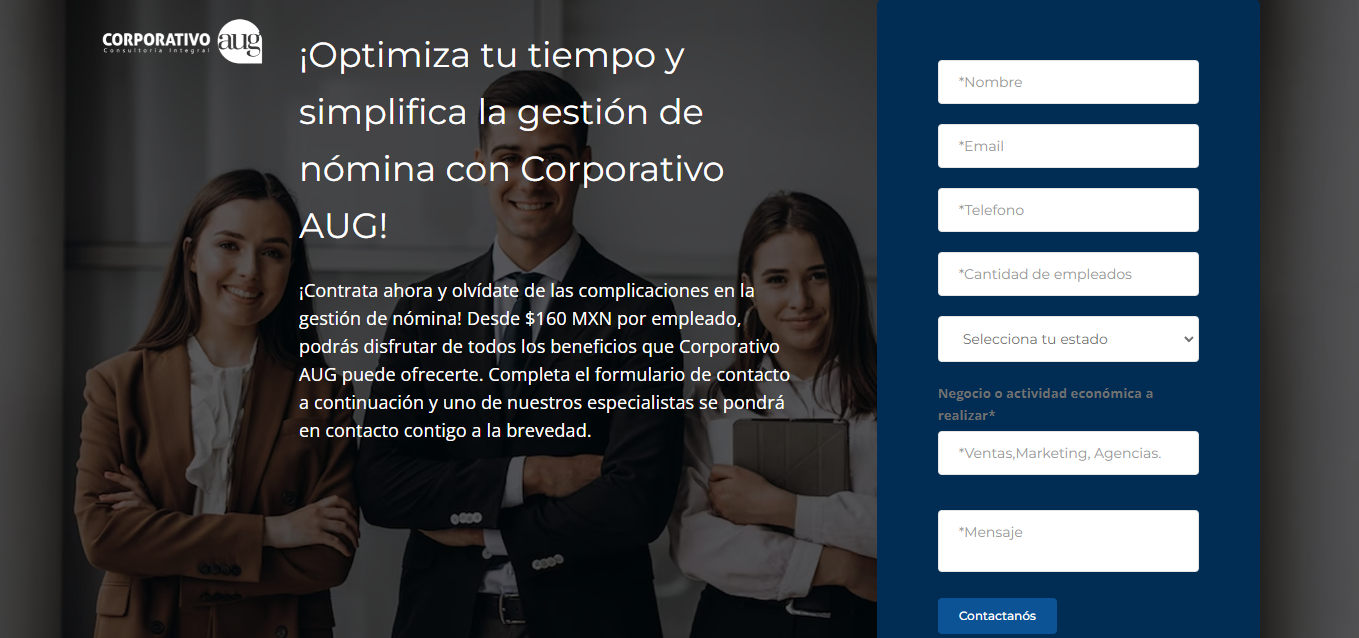 CORPORATIVO aug
Consultoría Integral
¡Optimiza tu tiempo y
simplifica la gestión de
nómina con Corporativo
AUG!
¡Contrata ahora y olvídate de las complicaciones en la
gestión de nómina! Desde $160 MXN por empleado,
podrás disfrutar de todos los beneficios que Corporativo
AUG puede ofrecerte. Completa el formulario de contacto
a continuación y uno de nuestros especialistas se pondrá
en contacto contigo a la brevedad.
*Nombre
*Email
*Telefono
*Cantidad de empleados
Selecciona tu estado
Negocio o actividad económica a
realizar*
*Ventas,Marketing, Agencias.
*Mensaje
Contactanós